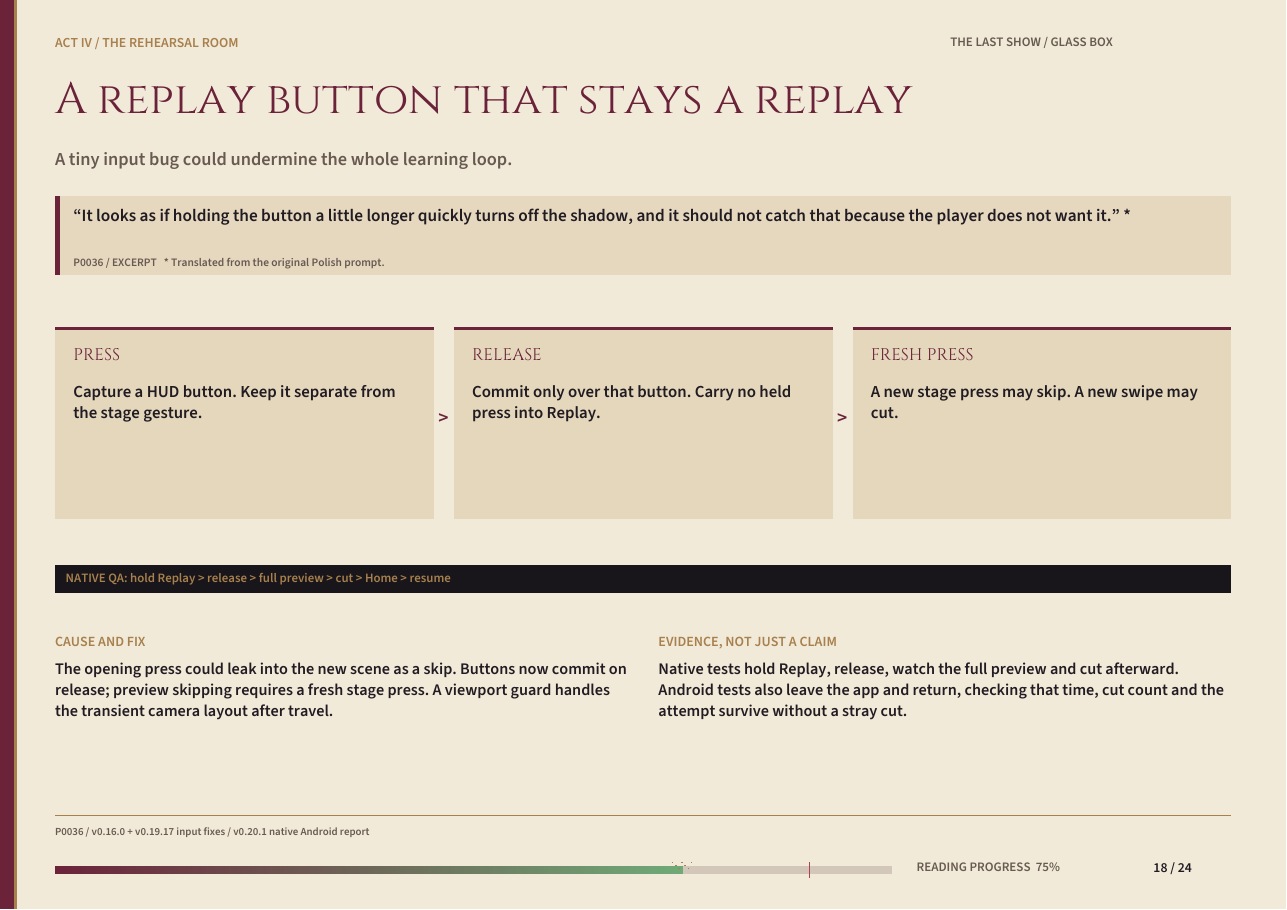 ACT IV / THE REHEARSAL ROOM
THE LAST SHOW / GLASS BOX
A REPLAY BUTTON THAT STAYS A REPLAY
A tiny input bug could undermine the whole learning loop.
“It looks as if holding the button a little longer quickly turns off the shadow, and it should not catch that because the player does not want it.” *
P0036 / EXCERPT * Translated from the original Polish prompt.
PRESS
Capture a HUD button. Keep it separate from
the stage gesture.
>
RELEASE
Commit only over that button. Carry no held
press into Replay.
>
FRESH PRESS
A new stage press may skip. A new swipe may
cut.
NATIVE QA: hold Replay > release > full preview > cut > Home > resume
CAUSE AND FIX
The opening press could leak into the new scene as a skip. Buttons now commit on
release; preview skipping requires a fresh stage press. A viewport guard handles
the transient camera layout after travel.
EVIDENCE, NOT JUST A CLAIM
Native tests hold Replay, release, watch the full preview and cut afterward.
Android tests also leave the app and return, checking that time, cut count and the
attempt survive without a stray cut.
P0036 / v0.16.0 + v0.19.17 input fixes / v0.20.1 native Android report
READING PROGRESS 75%
18 / 24